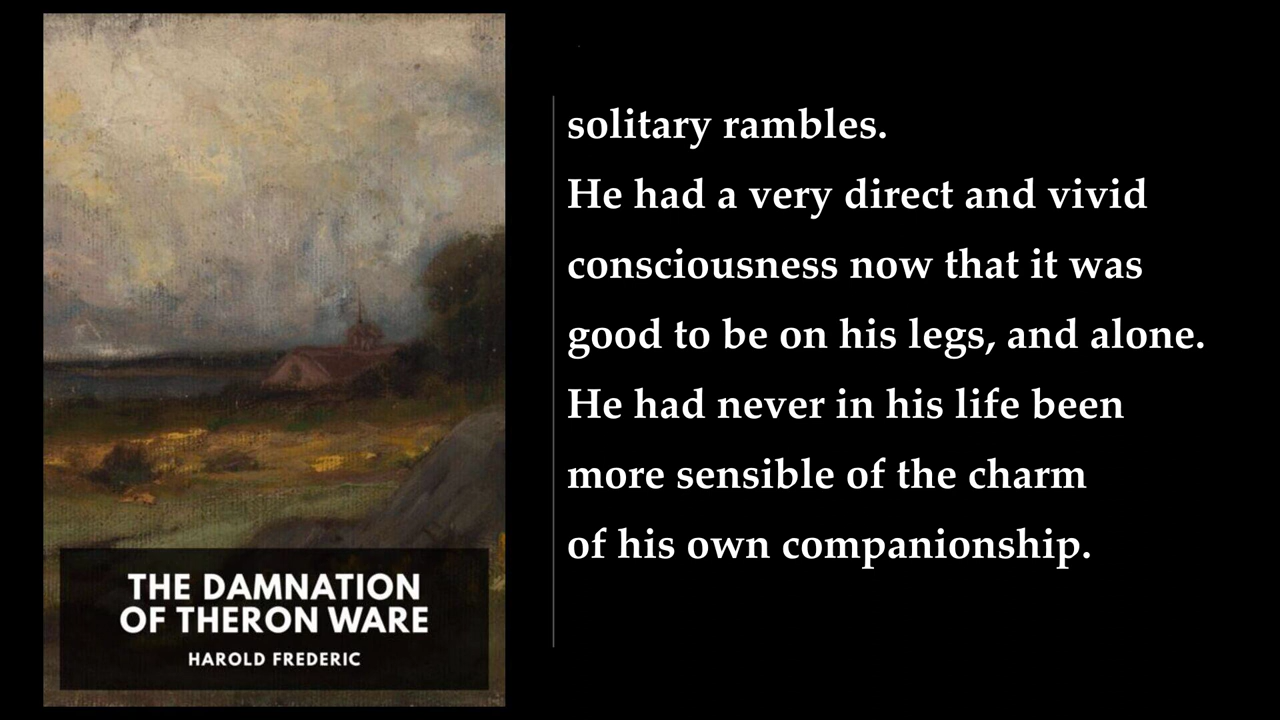 THE DAMNATION
OF THERON WARE
HAROLD FREDERIC
solitary rambles.
He had a very direct and vivid
consciousness now that it was
good to be on his legs, and alone.
He had never in his life been
more sensible of the charm
of his own companionship.